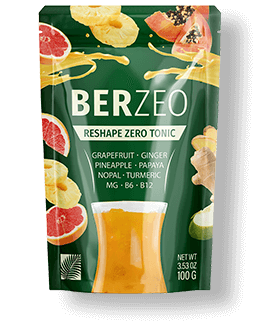 BERZEO
RESHAPE ZERO TONIC
GRAPEFRUIT · GINGER
PINEAPPLE · PAPAYA
NOPAL · TURMERIC
MG · B6 · B12
NET WT
3.53 OZ
100 G